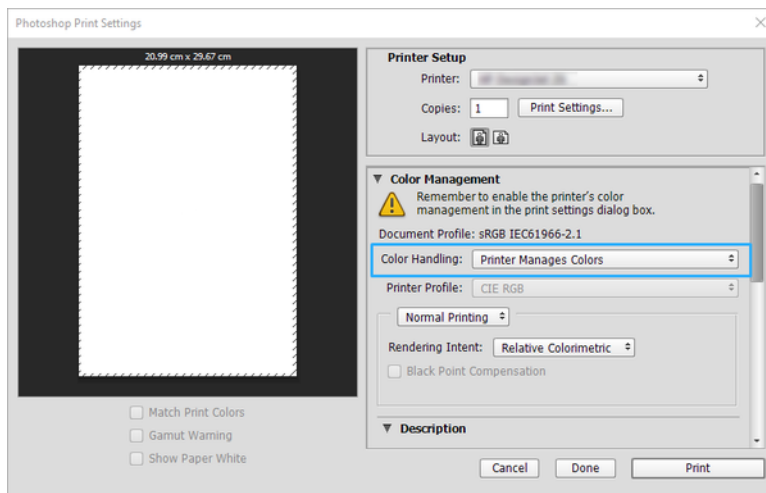 Photoshop Print Settings
20.99 cm x 29.67 cm
Match Print Colors
Gamut Warning
Show Paper White
Printer Setup
Printer:
Copies: 1 Print Settings...
Layout:
Color Management
Remember to enable the printer's color
management in the print settings dialog box.
Document Profile: sRGB IEC61966-2.1
Color Handling: Printer Manages Colors
Printer Profile: CIE RGB
Normal Printing
Rendering Intent: Relative Colorimetric
Black Point Compensation
Description
Cancel Done Print